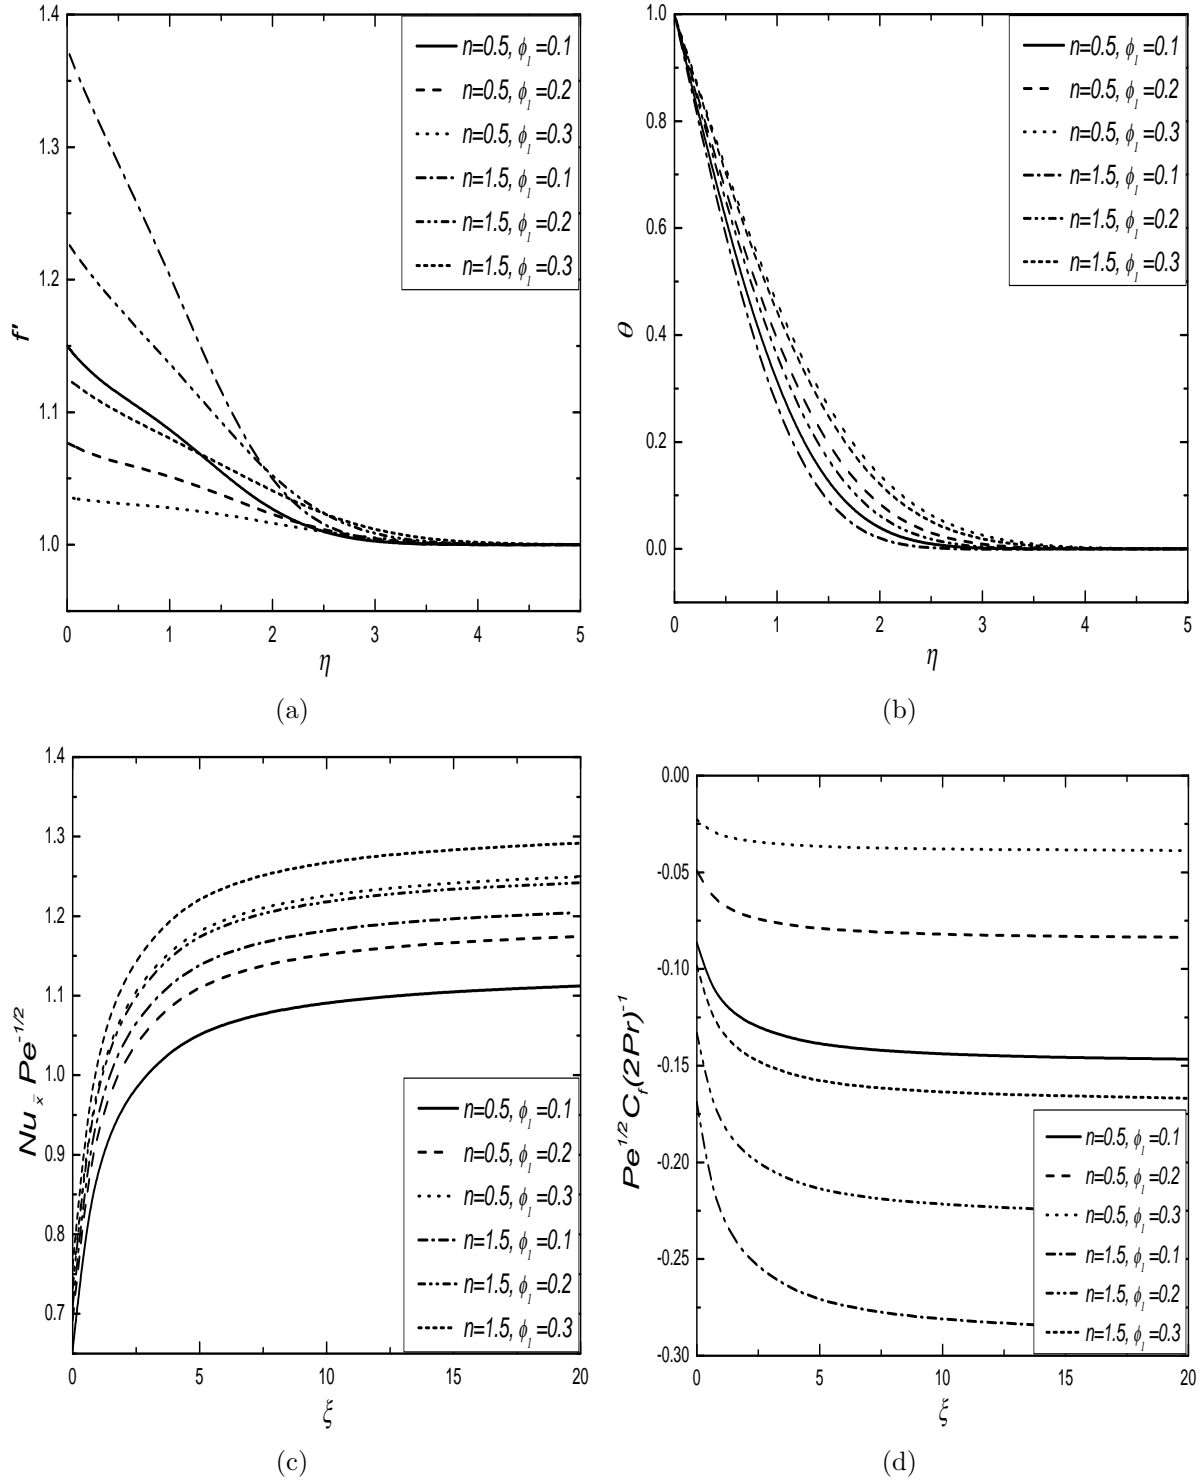 1.4
1.3
1.2
1.1
1.0
f'
0
1
2
3
4
5
η
n=0.5, ϕ₁=0.1
n=0.5, ϕ₁=0.2
n=0.5, ϕ₁=0.3
n=1.5, ϕ₁=0.1
n=1.5, ϕ₁=0.2
n=1.5, ϕ₁=0.3
(a)
1.0
0.8
0.6
0.4
0.2
0.0
θ
0
1
2
3
4
5
η
n=0.5, ϕ₁=0.1
n=0.5, ϕ₁=0.2
n=0.5, ϕ₁=0.3
n=1.5, ϕ₁=0.1
n=1.5, ϕ₁=0.2
n=1.5, ϕ₁=0.3
(b)
1.4
1.3
1.2
1.1
1.0
0.9
0.8
0.7
Nu_x̄ Pe^-1/2
0
5
10
15
20
ξ
n=0.5, ϕ₁=0.1
n=0.5, ϕ₁=0.2
n=0.5, ϕ₁=0.3
n=1.5, ϕ₁=0.1
n=1.5, ϕ₁=0.2
n=1.5, ϕ₁=0.3
(c)
0.00
-0.05
-0.10
-0.15
-0.20
-0.25
-0.30
Pe^1/2 C_f(2Pr)^-1
0
5
10
15
20
ξ
n=0.5, ϕ₁=0.1
n=0.5, ϕ₁=0.2
n=0.5, ϕ₁=0.3
n=1.5, ϕ₁=0.1
n=1.5, ϕ₁=0.2
n=1.5, ϕ₁=0.3
(d)